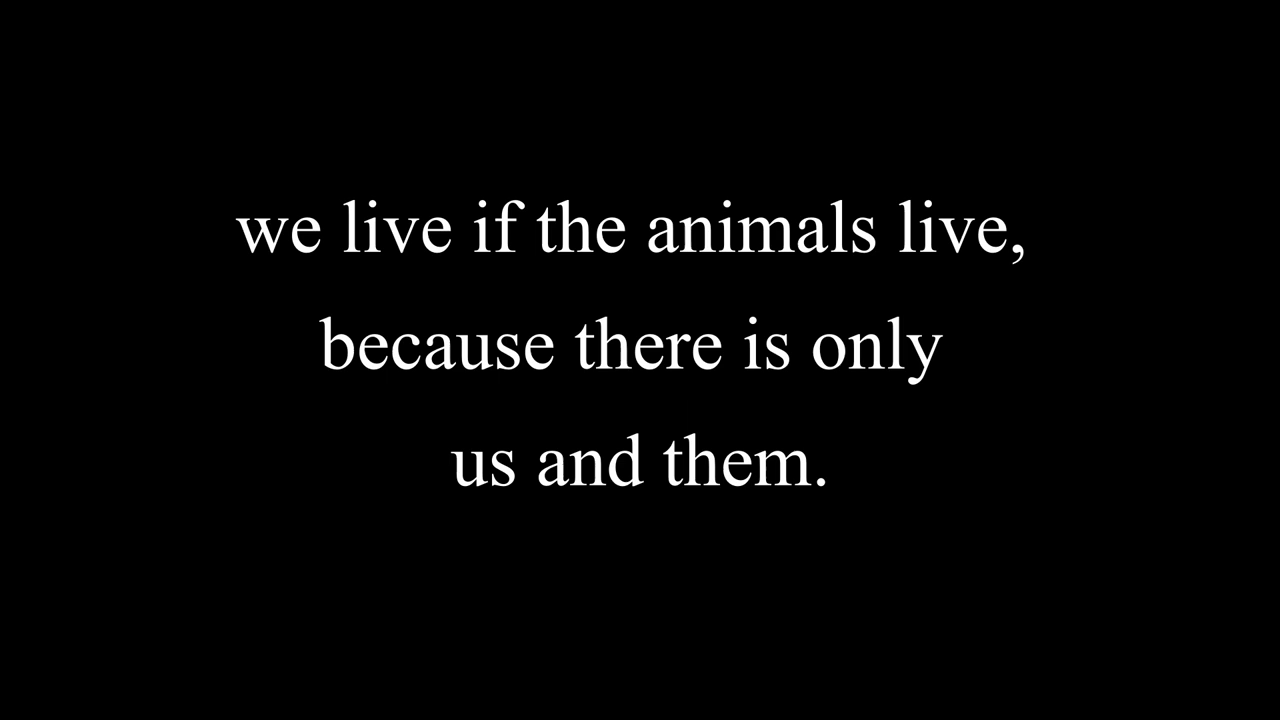 we live if the animals live,
because there is only
us and them.